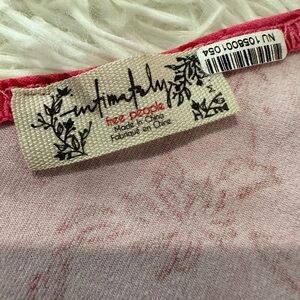 intimately
free people
Made in China
Fabriqué en Chine
NU 1058001 054